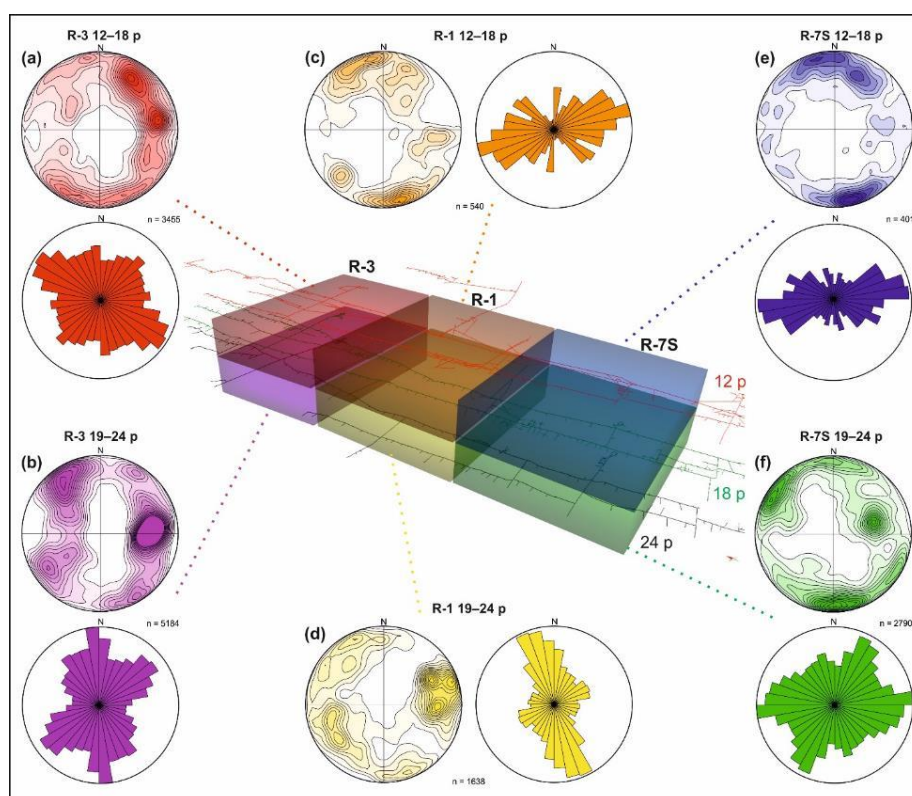 R-3 12–18 p
R-1 12–18 p
R-7S 12–18 p
(a)
N
(c)
N
N
(e)
N
n = 3455
n = 540
n = 401
N
N
R-3
R-1
R-7S
12 p
R-3 19–24 p
R-7S 19–24 p
(b)
N
(f)
N
18 p
24 p
R-1 19–24 p
n = 5184
n = 2790
N
(d)
N
N
N
n = 1638